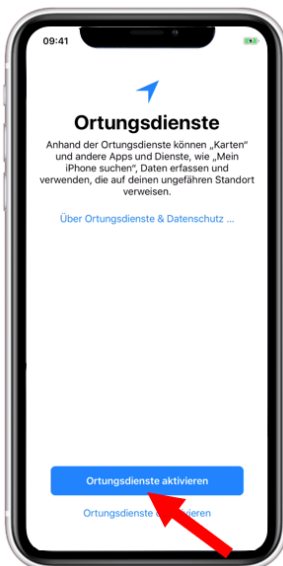 09:41
Ortungsdienste
Anhand der Ortungsdienste können „Karten“
und andere Apps und Dienste, wie „Mein
iPhone suchen“, Daten erfassen und
verwenden, die auf deinen ungefähren Standort
verweisen.
Über Ortungsdienste & Datenschutz ...
Ortungsdienste aktivieren
Ortungsdienste